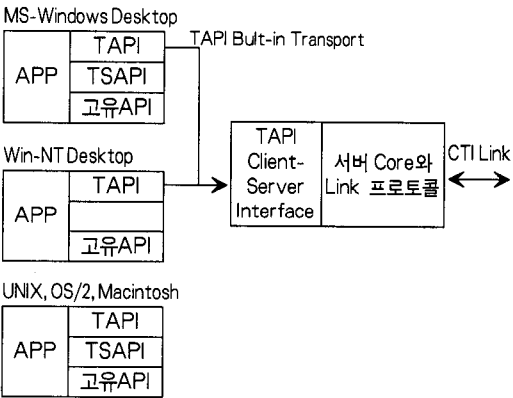 MS-Windows Desktop
TAPI
APP
TSAPI
고유API
TAPI Bult-in Transport
Win-NT Desktop
TAPI
APP
고유API
TAPI
Client-
Server
Interface
서버 Core와
Link 프로토콜
CTI Link
UNIX, OS/2, Macintosh
TAPI
APP
TSAPI
고유API